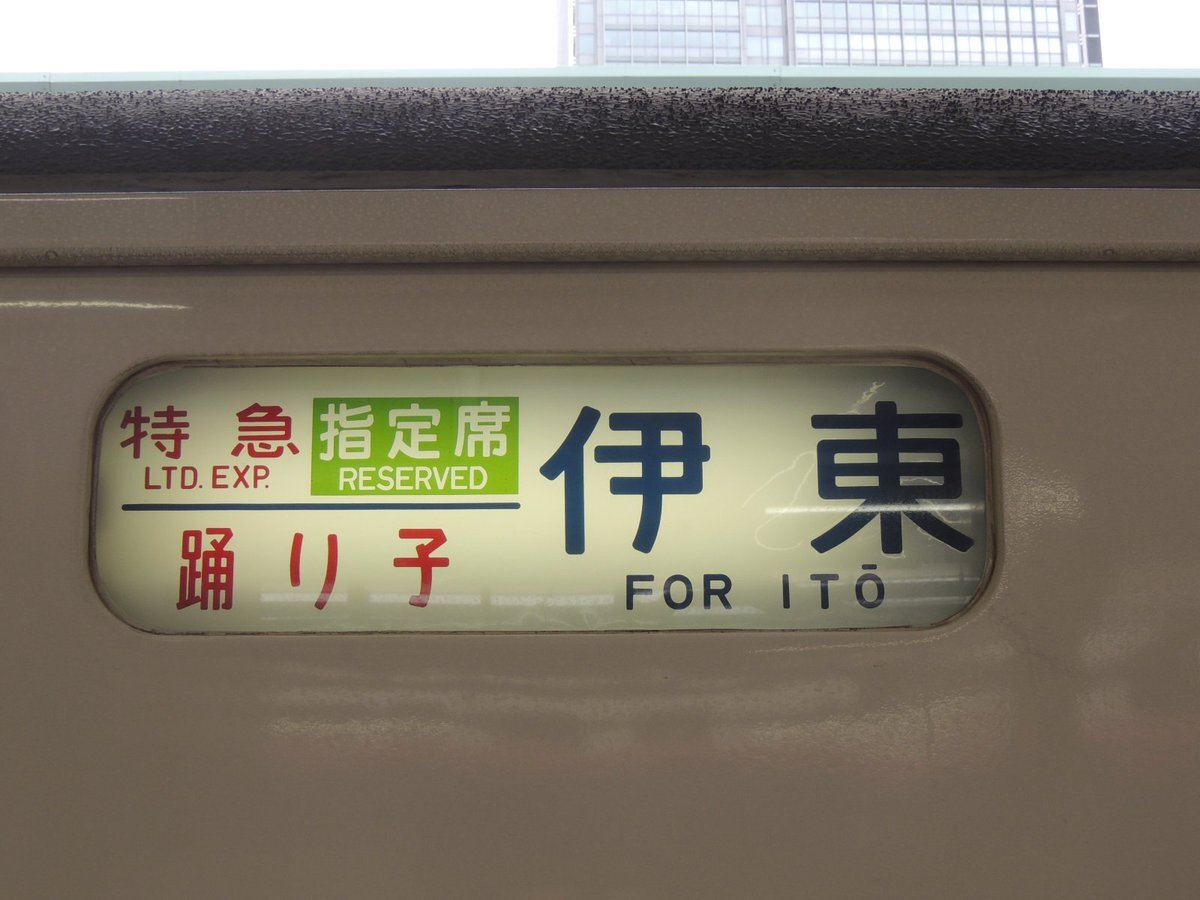 特急
LTD. EXP.
指定席
RESERVED
踊り子
伊東
FOR ITŌ